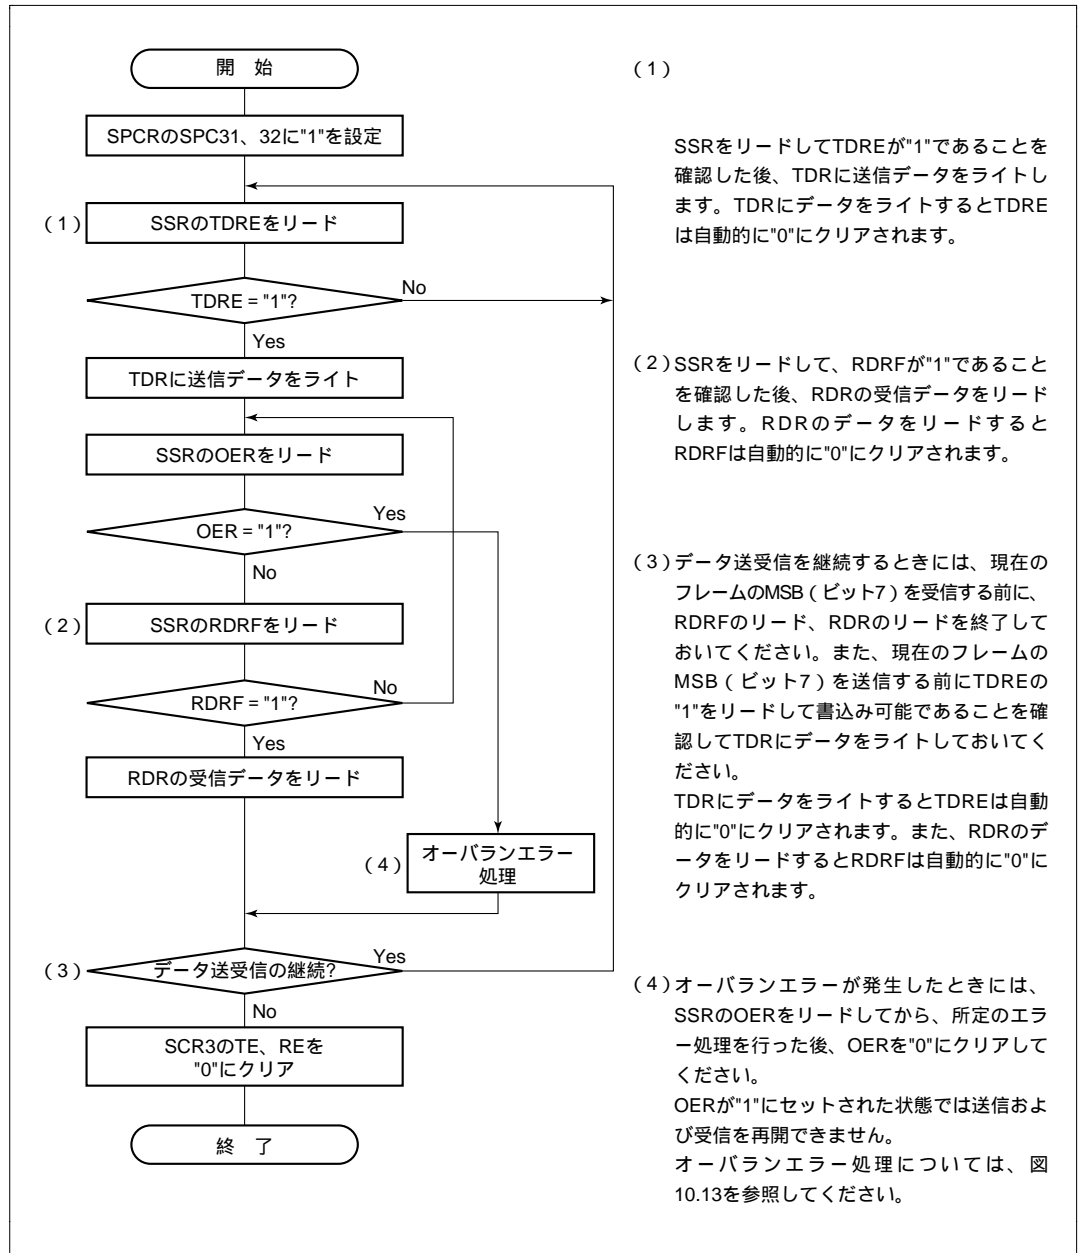 開 始
SPCRのSPC31、32に"1"を設定
(1)
SSRのTDREをリード
TDRE = "1"?
No
Yes
TDRに送信データをライト
SSRのOERをリード
OER = "1"?
Yes
No
(2)
SSRのRDRFをリード
RDRF = "1"?
No
Yes
RDRの受信データをリード
(4)
オーバランエラー
処理
(3)
データ送受信の継続?
Yes
No
SCR3のTE、REを
"0"にクリア
終 了
(1)
SSRをリードしてTDREが"1"であることを
確認した後、TDRに送信データをライトし
ます。TDRにデータをライトするとTDRE
は自動的に"0"にクリアされます。
(2)SSRをリードして、RDRFが"1"であること
を確認した後、RDRの受信データをリード
します。RDRのデータをリードすると
RDRFは自動的に"0"にクリアされます。
(3)データ送受信を継続するときには、現在の
フレームのMSB(ビット7)を受信する前に、
RDRFのリード、RDRのリードを終了して
おいてください。また、現在のフレームの
MSB(ビット7)を送信する前にTDREの
"1"をリードして書込み可能であることを確
認してTDRにデータをライトしておいてく
ださい。
TDRにデータをライトするとTDREは自動
的に"0"にクリアされます。また、RDRのデ
ータをリードするとRDRFは自動的に"0"に
クリアされます。
(4)オーバランエラーが発生したときには、
SSRのOERをリードしてから、所定のエラ
ー処理を行った後、OERを"0"にクリアして
ください。
OERが"1"にセットされた状態では送信およ
び受信を再開できません。
オーバランエラー処理については、図
10.13を参照してください。